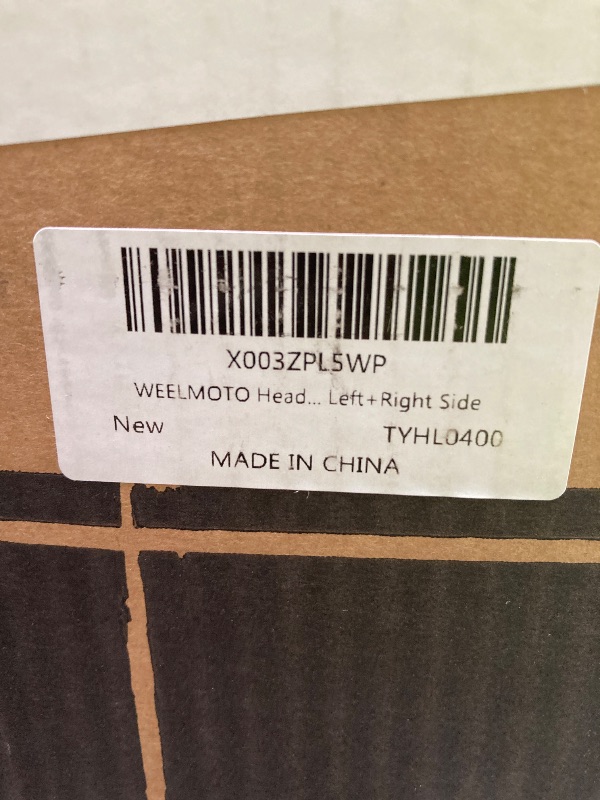 X003ZPL5WP
WEELMOTO Head... Left+Right Side
New TYHL0400
MADE IN CHINA